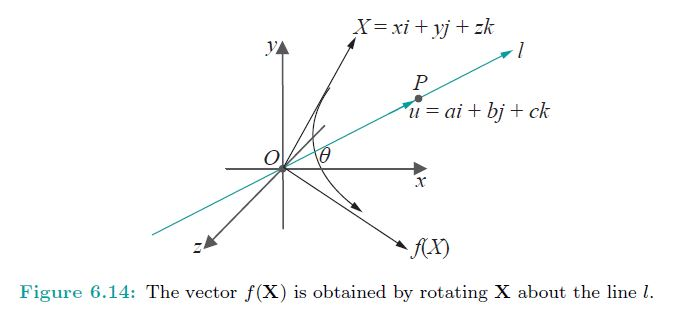 X = xi + yj + zk
y
l
P
u = ai + bj + ck
O
θ
x
z
f(X)
Figure 6.14: The vector f(X) is obtained by rotating X about the line l.